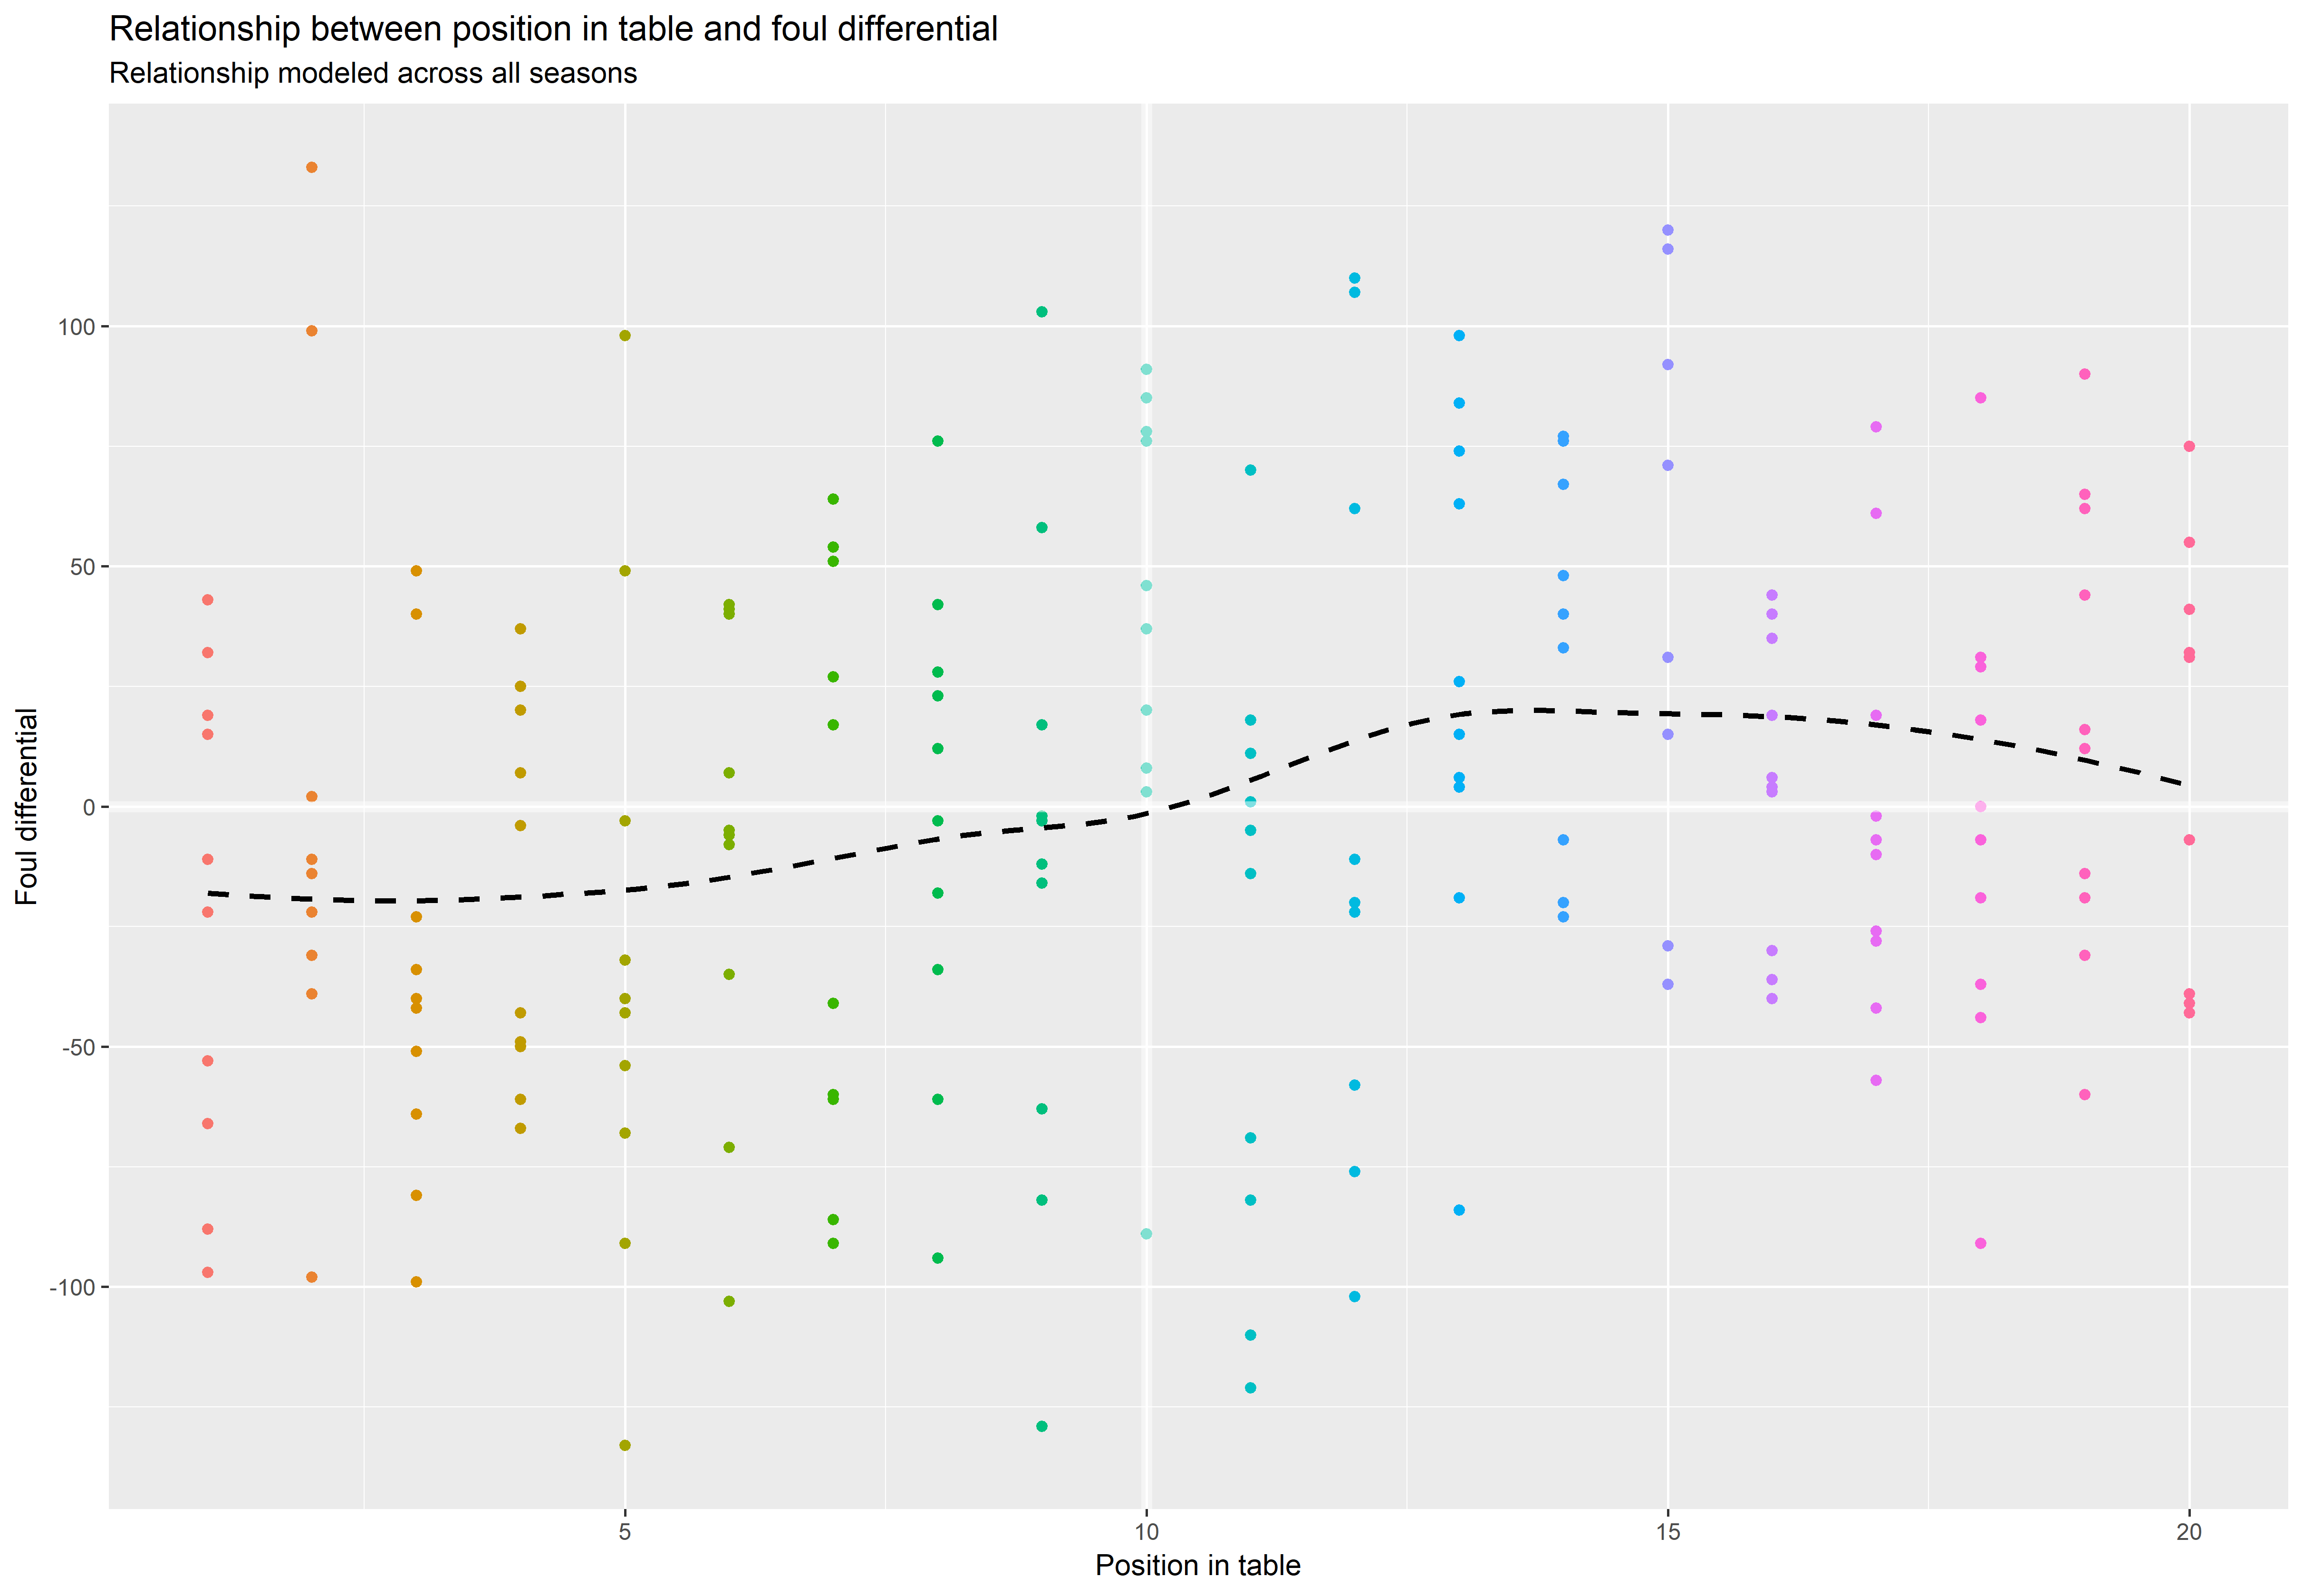 Relationship between position in table and foul differential
Relationship modeled across all seasons
Foul differential
100
50
0
-50
-100
5
10
15
20
Position in table